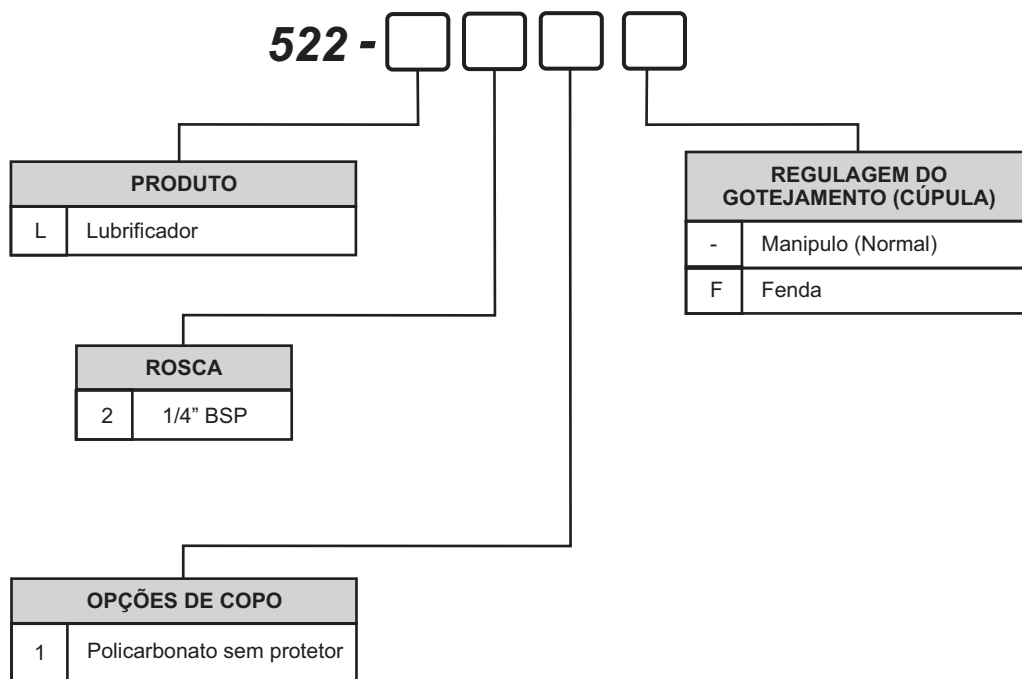 522 -
PRODUTO
L Lubrificador
REGULAGEM DO
GOTEJAMENTO (CÚPULA)
- Manipulo (Normal)
F Fenda
ROSCA
2 1/4” BSP
OPÇÕES DE COPO
1 Policarbonato sem protetor